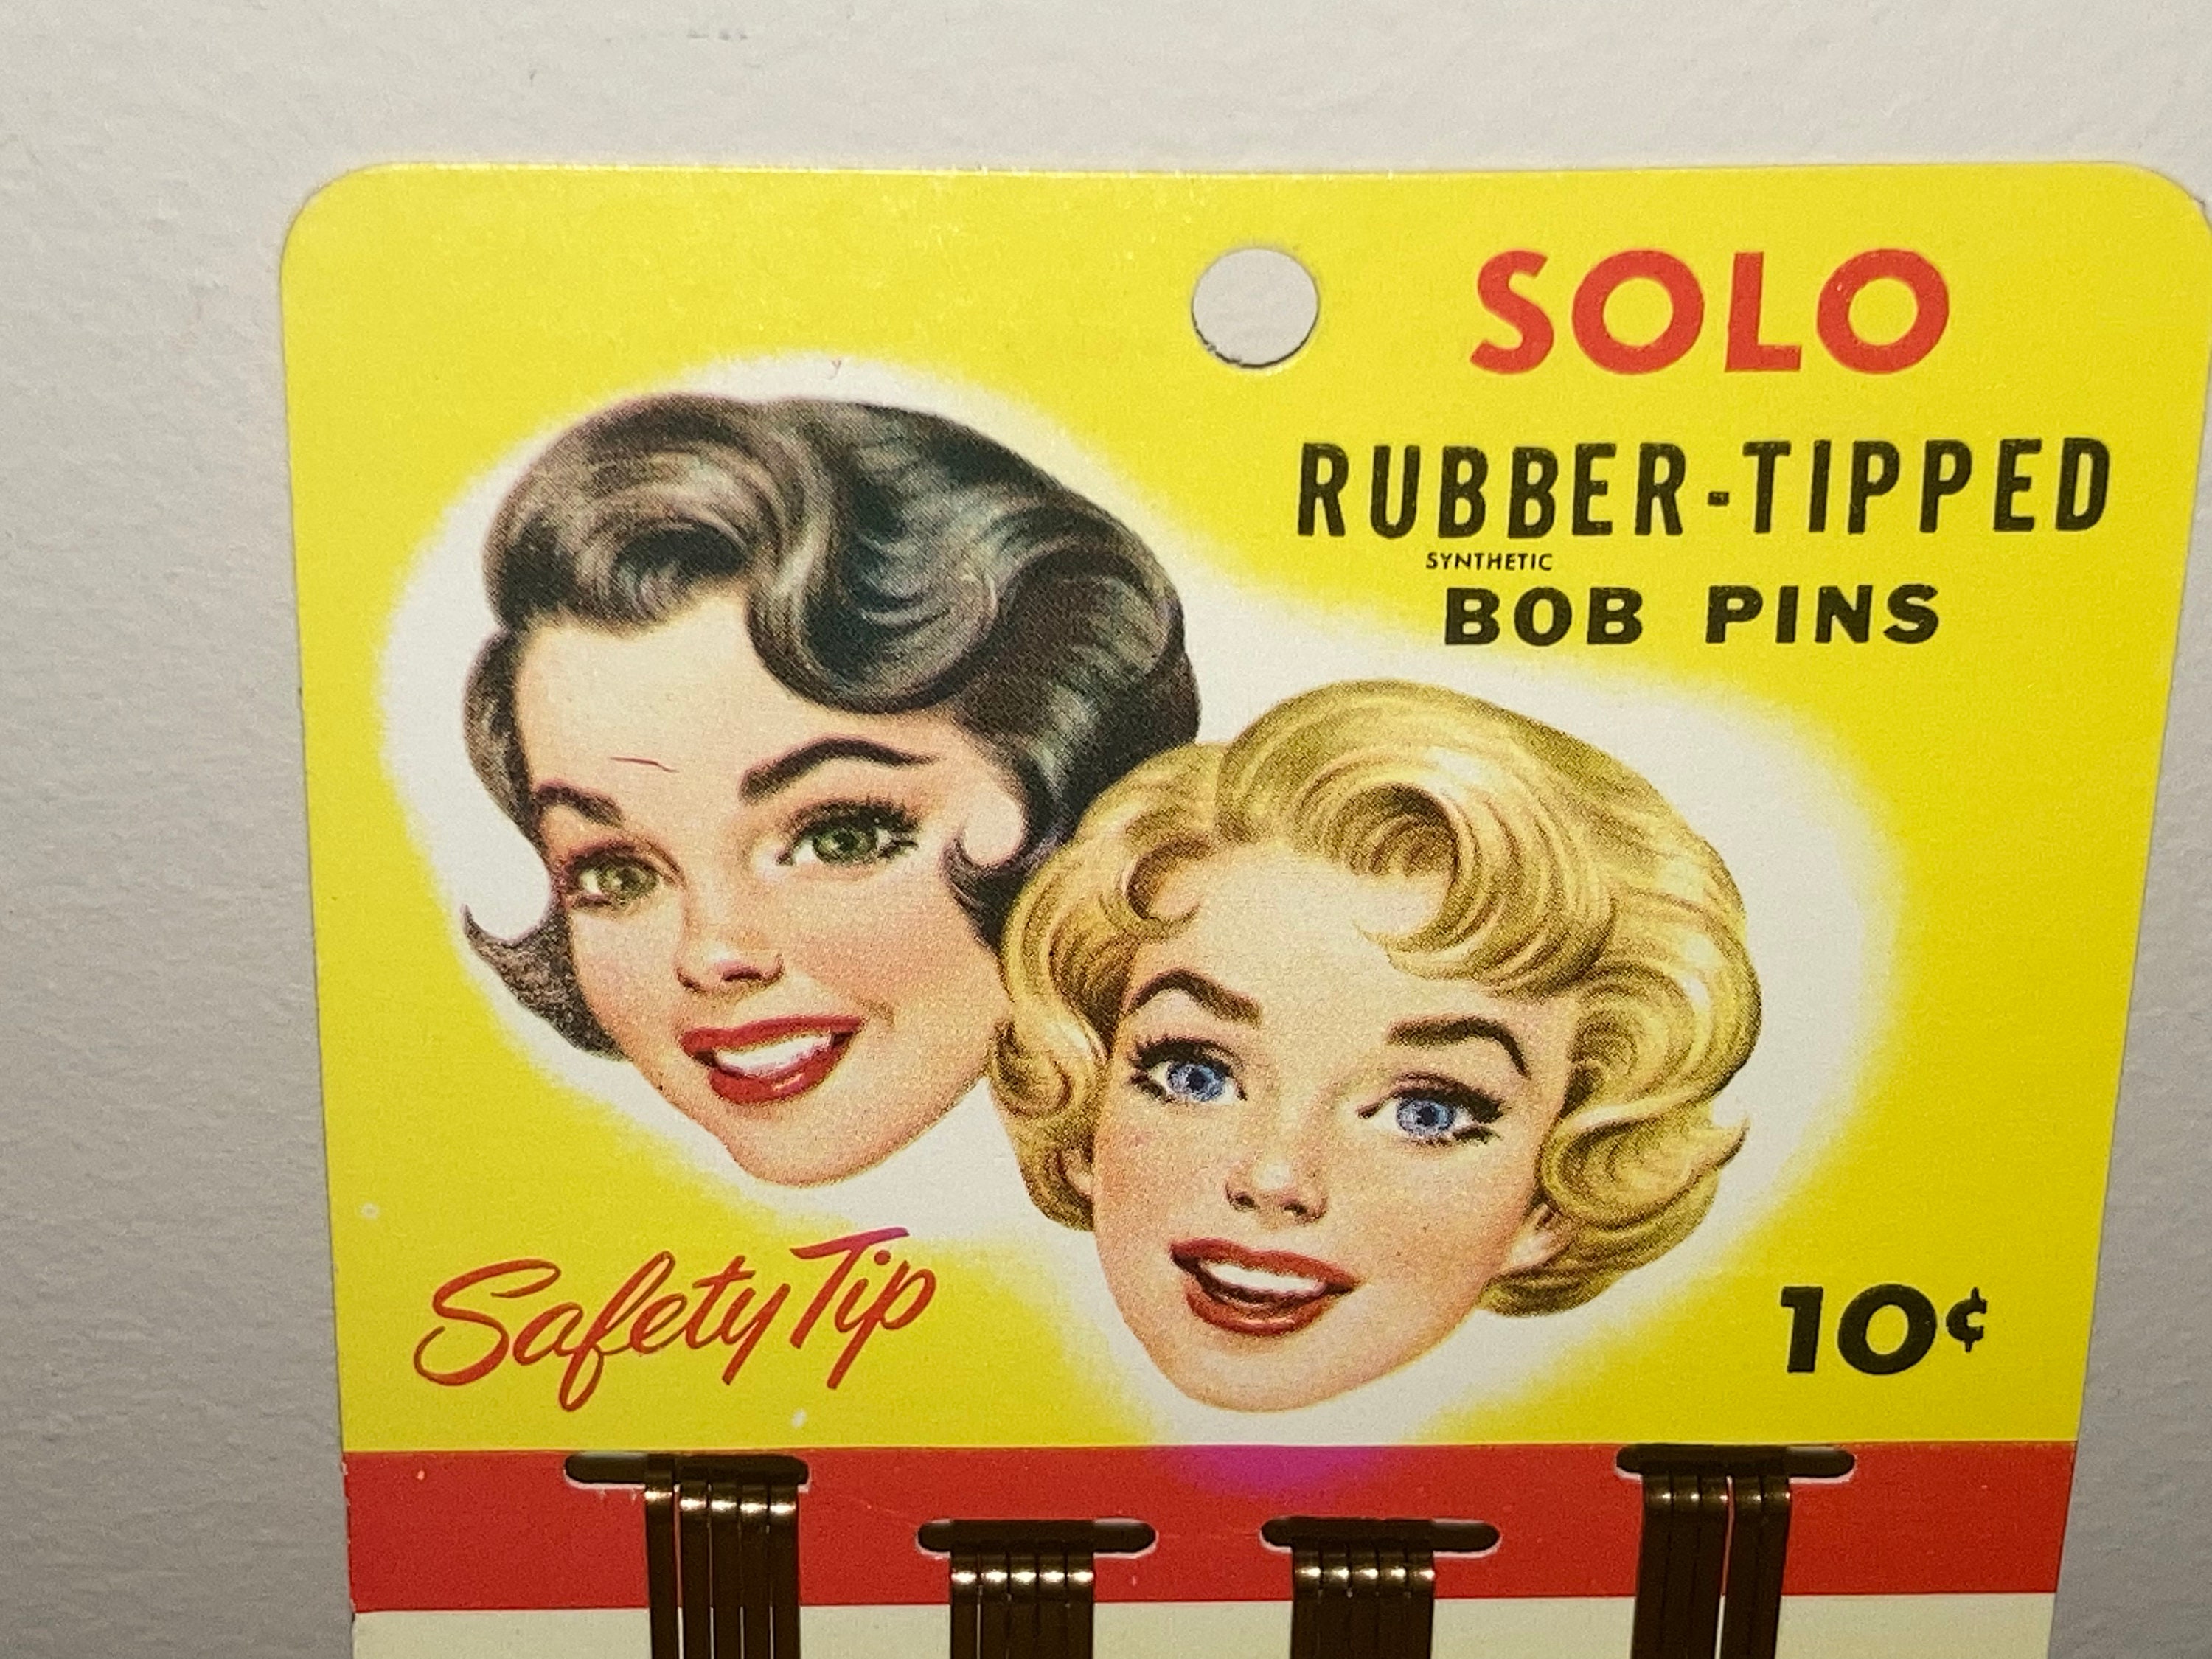 SOLO
RUBBER-TIPPED
SYNTHETIC
BOB PINS
Safety Tip
10¢